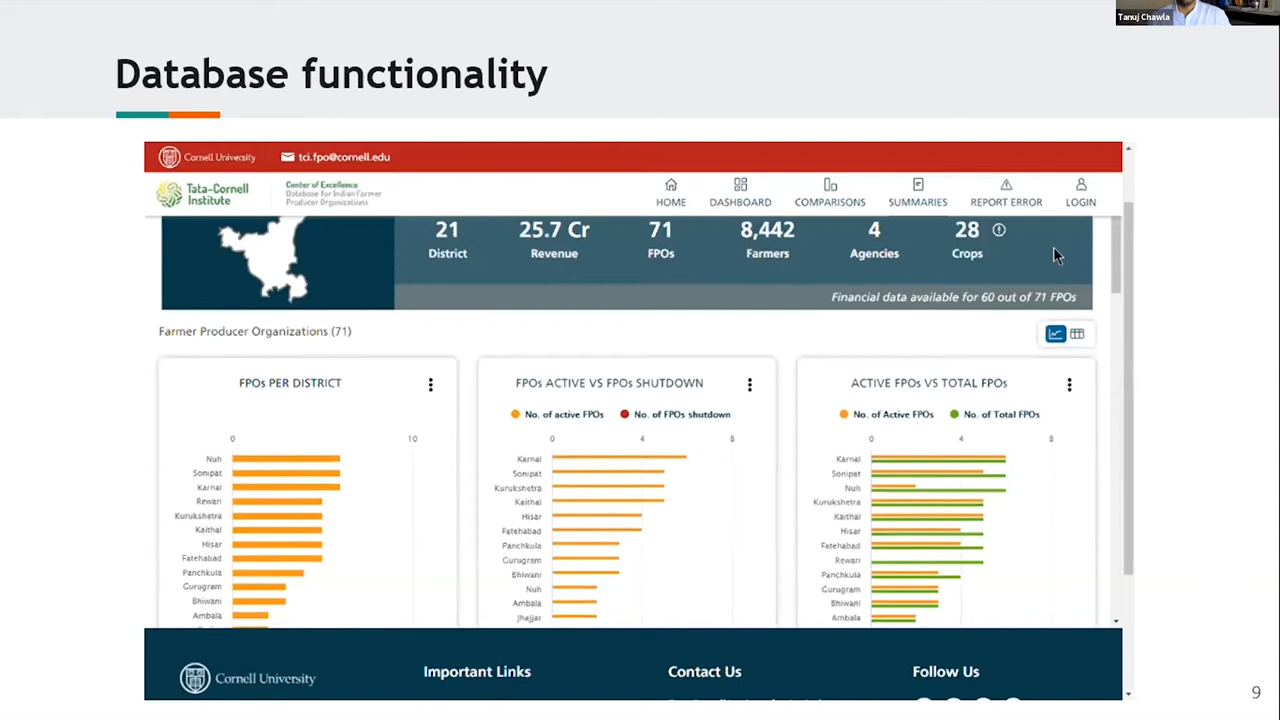 Tanuj Chawla
Database functionality
Cornell University
tci.fpo@cornell.edu
Tata-Cornell
Institute
Center of Excellence
Database for Indian Farmer
Producer Organizations
HOME
DASHBOARD
COMPARISONS
SUMMARIES
REPORT ERROR
LOGIN
21
25.7 Cr
71
8,442
4
28
District
Revenue
FPOs
Farmers
Agencies
Crops
Financial data available for 60 out of 71 FPOs
Farmer Producer Organizations (71)
FPOs PER DISTRICT
0
10
Nuh
Sonipat
Karnal
Rewari
Kurukshetra
Kaithal
Hisar
Fatehabad
Panchkula
Gurugram
Bhiwani
Ambala
FPOs ACTIVE VS FPOs SHUTDOWN
No. of active FPOs
No. of FPOs shutdown
0
4
8
Karnal
Sonipat
Kurukshetra
Kaithal
Hisar
Fatehabad
Panchkula
Gurugram
Bhiwani
Nuh
Ambala
Jhajjar
ACTIVE FPOs VS TOTAL FPOs
No. of Active FPOs
No. of Total FPOs
0
4
8
Karnal
Sonipat
Nuh
Kurukshetra
Kaithal
Hisar
Fatehabad
Rewari
Panchkula
Gurugram
Bhiwani
Ambala
Cornell University
Important Links
Contact Us
Follow Us
9